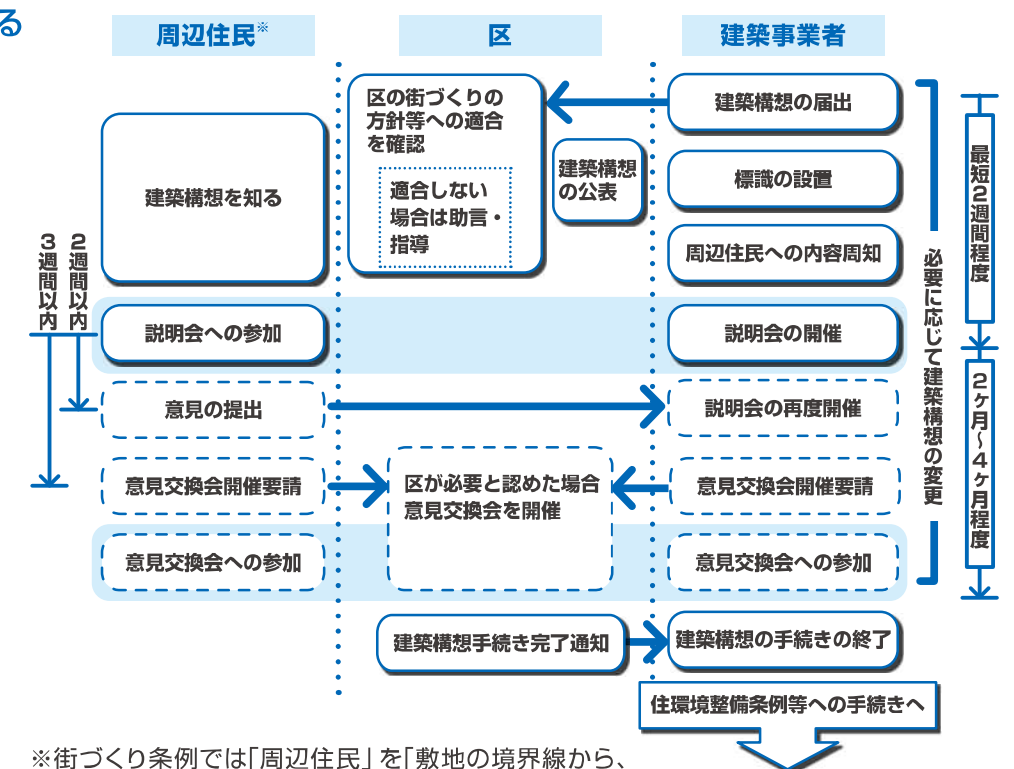 る
周辺住民※
区
建築事業者
区の街づくりの
方針等への適合
を確認
適合しない
場合は助言・
指導
建築構想
の公表
建築構想の届出
標識の設置
周辺住民への内容周知
建築構想を知る
最短2週間程度
3週間以内
2週間以内
必要に応じて建築構想の変更
説明会への参加
説明会の開催
意見の提出
説明会の再度開催
2ヶ月〜4ヶ月程度
意見交換会開催要請
区が必要と認めた場合
意見交換会を開催
意見交換会開催要請
意見交換会への参加
意見交換会への参加
建築構想手続き完了通知
建築構想の手続きの終了
住環境整備条例等への手続きへ
※街づくり条例では「周辺住民」を「敷地の境界線から、